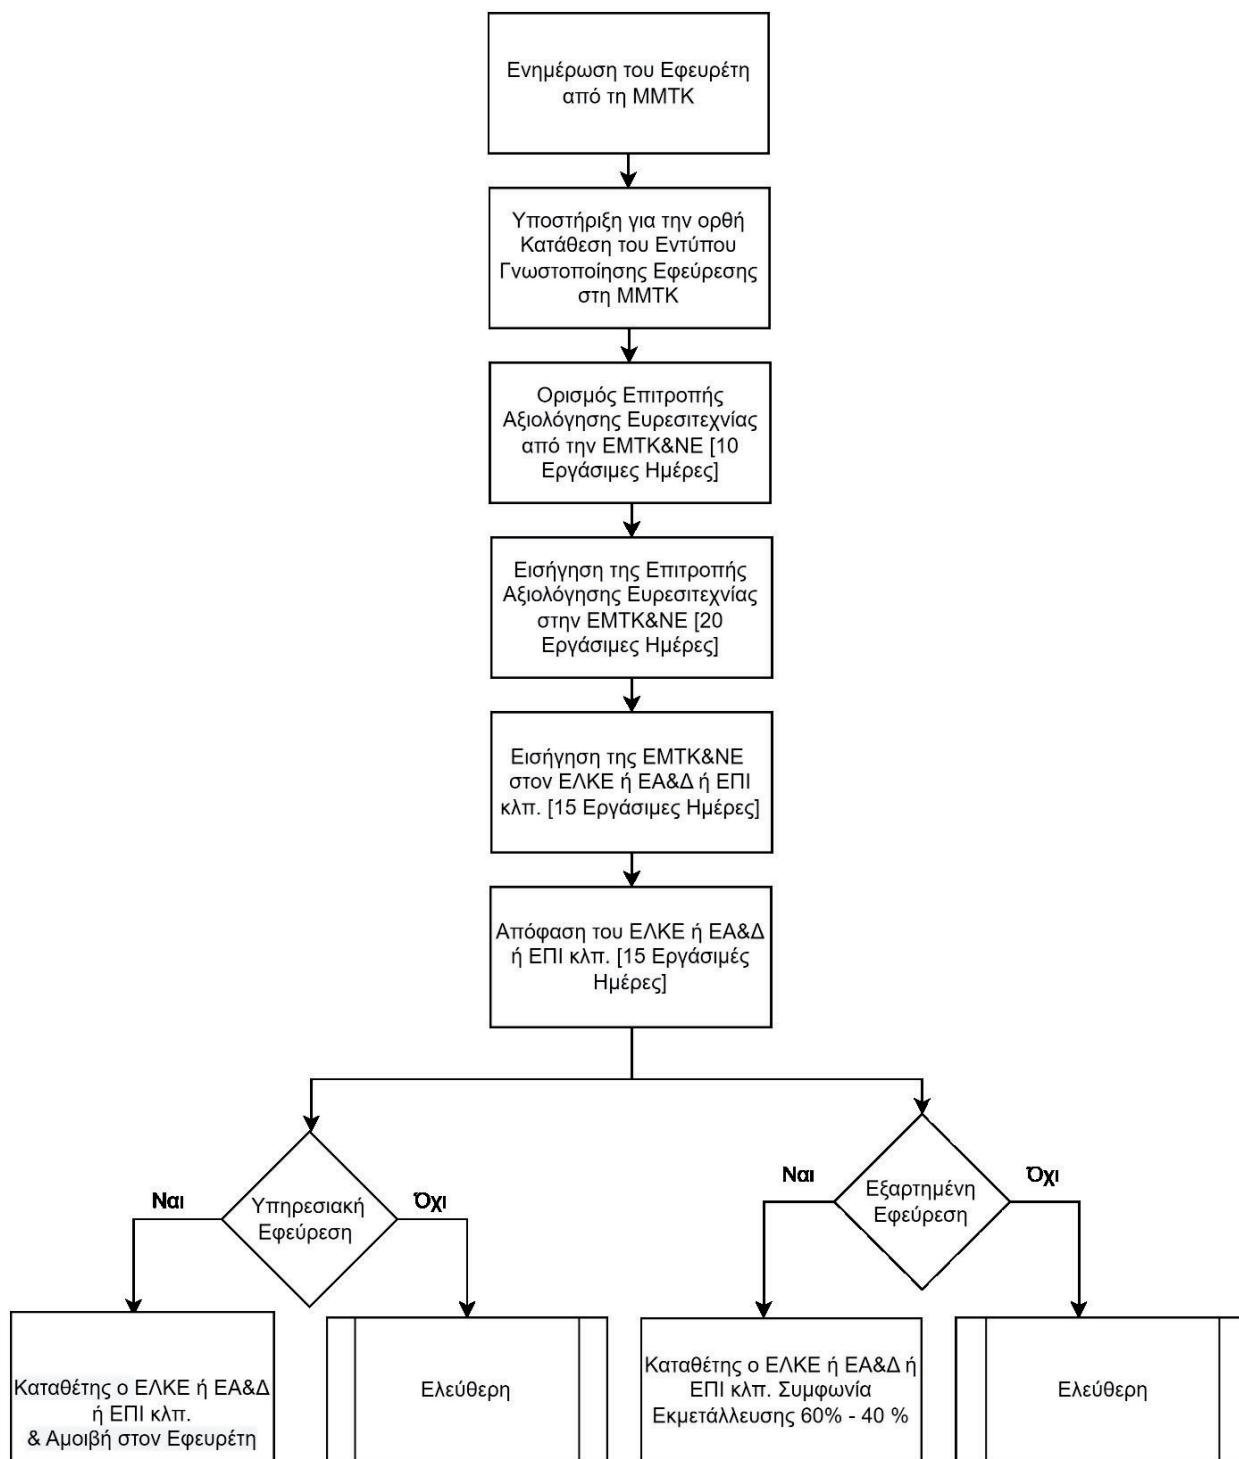 Ενημέρωση του Εφευρέτη
από τη ΜΜΤΚ
Υποστήριξη για την ορθή
Κατάθεση του Εντύπου
Γνωστοποίησης Εφεύρεσης
στη ΜΜΤΚ
Ορισμός Επιτροπής
Αξιολόγησης Ευρεσιτεχνίας
από την ΕΜΤΚ&ΝΕ [10
Εργάσιμες Ημέρες]
Εισήγηση της Επιτροπής
Αξιολόγησης Ευρεσιτεχνίας
στην ΕΜΤΚ&ΝΕ [20
Εργάσιμες Ημέρες]
Εισήγηση της ΕΜΤΚ&ΝΕ
στον ΕΛΚΕ ή ΕΑ&Δ ή ΕΠΙ
κλπ. [15 Εργάσιμες Ημέρες]
Απόφαση του ΕΛΚΕ ή ΕΑ&Δ
ή ΕΠΙ κλπ. [15 Εργάσιμές
Ημέρες]
Ναι
Υπηρεσιακή
Εφεύρεση
Όχι
Ναι
Εξαρτημένη
Εφεύρεση
Όχι
Καταθέτης ο ΕΛΚΕ ή ΕΑ&Δ
ή ΕΠΙ κλπ.
& Αμοιβή στον Εφευρέτη
Ελεύθερη
Καταθέτης ο ΕΛΚΕ ή ΕΑ&Δ ή
ΕΠΙ κλπ. Συμφωνία
Εκμετάλλευσης 60% - 40 %
Ελεύθερη